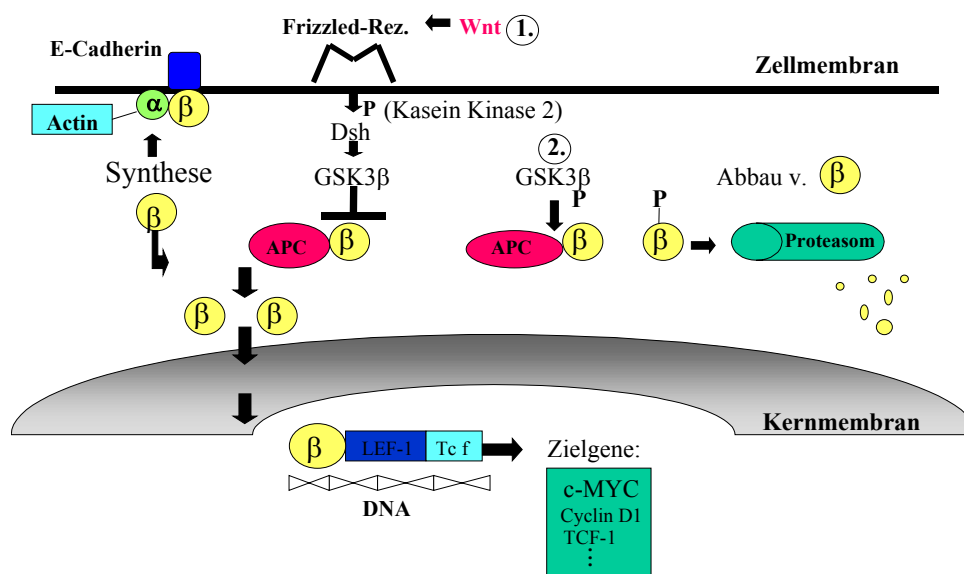 Frizzled-Rez.
Wnt
1.
E-Cadherin
Zellmembran
α
β
Actin
P (Kasein Kinase 2)
Dsh
Synthese
GSK3β
β
APC
β
2.
GSK3β
P
APC
β
P
β
Abbau v.
β
Proteasom
β
β
Kernmembran
β
LEF-1
Tc f
DNA
Zielgene:
c-MYC
Cyclin D1
TCF-1
⋮